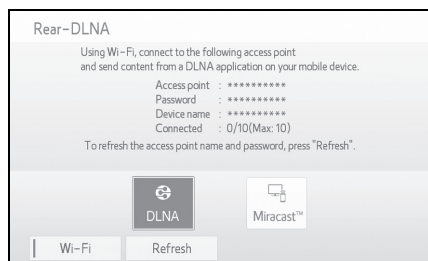 Rear-DLNA
Using Wi-Fi, connect to the following access point
and send content from a DLNA application on your mobile device.
Access point : **********
Password : **********
Device name : **********
Connected : 0/10(Max: 10)
To refresh the access point name and password, press "Refresh".
DLNA
Miracast™
Wi-Fi
Refresh